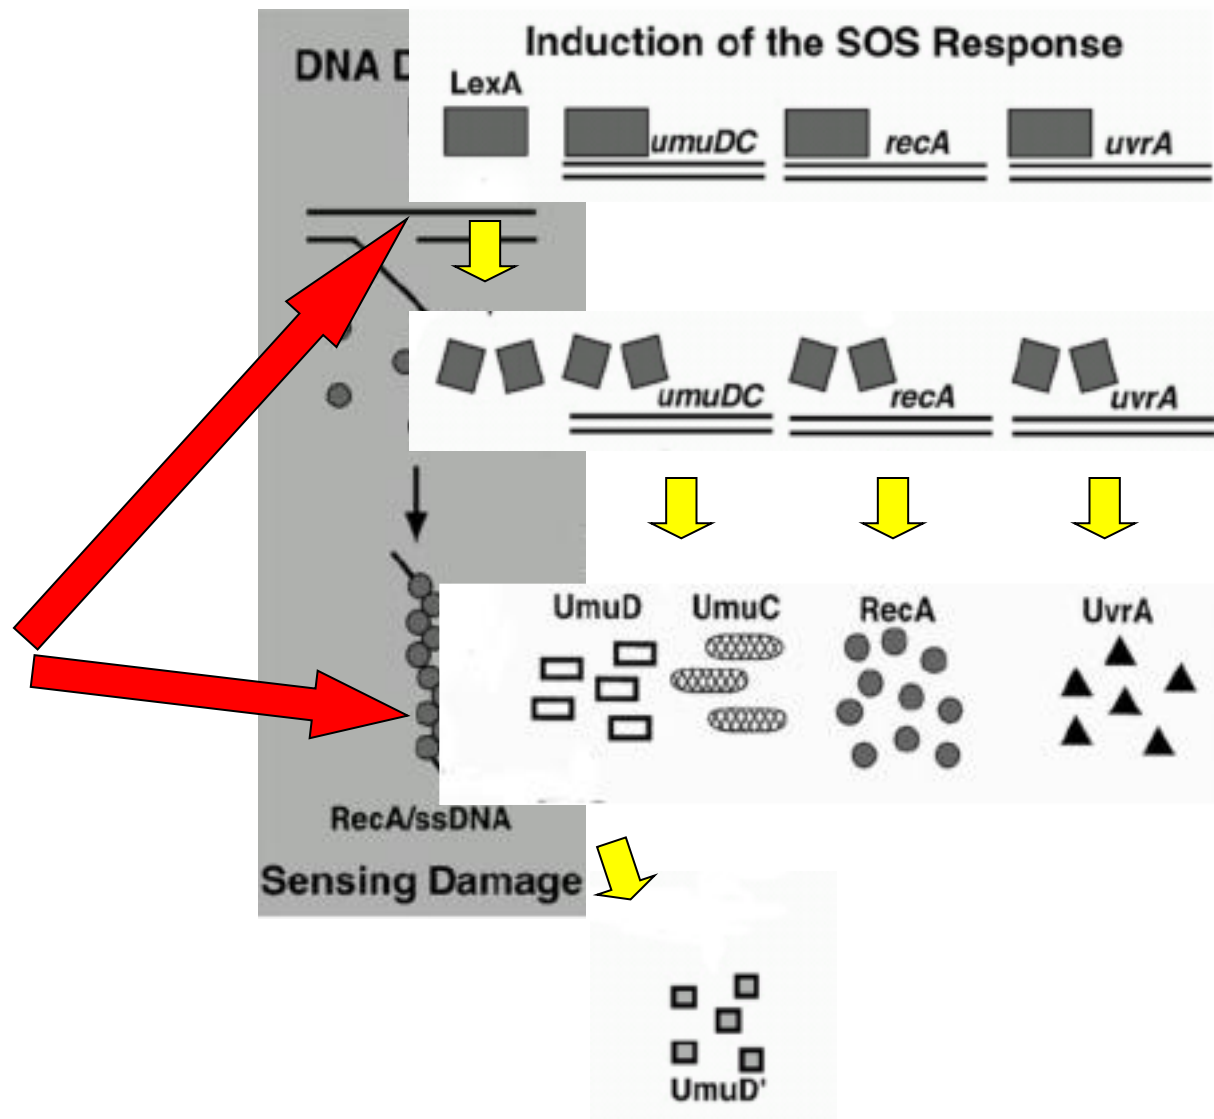 Induction of the SOS Response
DNA D
LexA
umuDC recA uvrA
umuDC recA uvrA
UmuD UmuC RecA UvrA
RecA/ssDNA
Sensing Damage
UmuD'